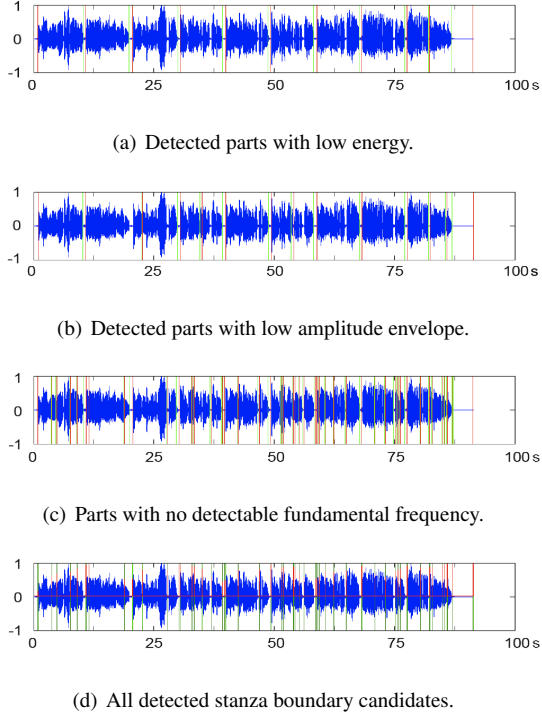 1
0
-1
0 25 50 75 100 s
(a) Detected parts with low energy.
1
0
-1
0 25 50 75 100 s
(b) Detected parts with low amplitude envelope.
1
0
-1
0 25 50 75 100 s
(c) Parts with no detectable fundamental frequency.
1
0
-1
0 25 50 75 100 s
(d) All detected stanza boundary candidates.